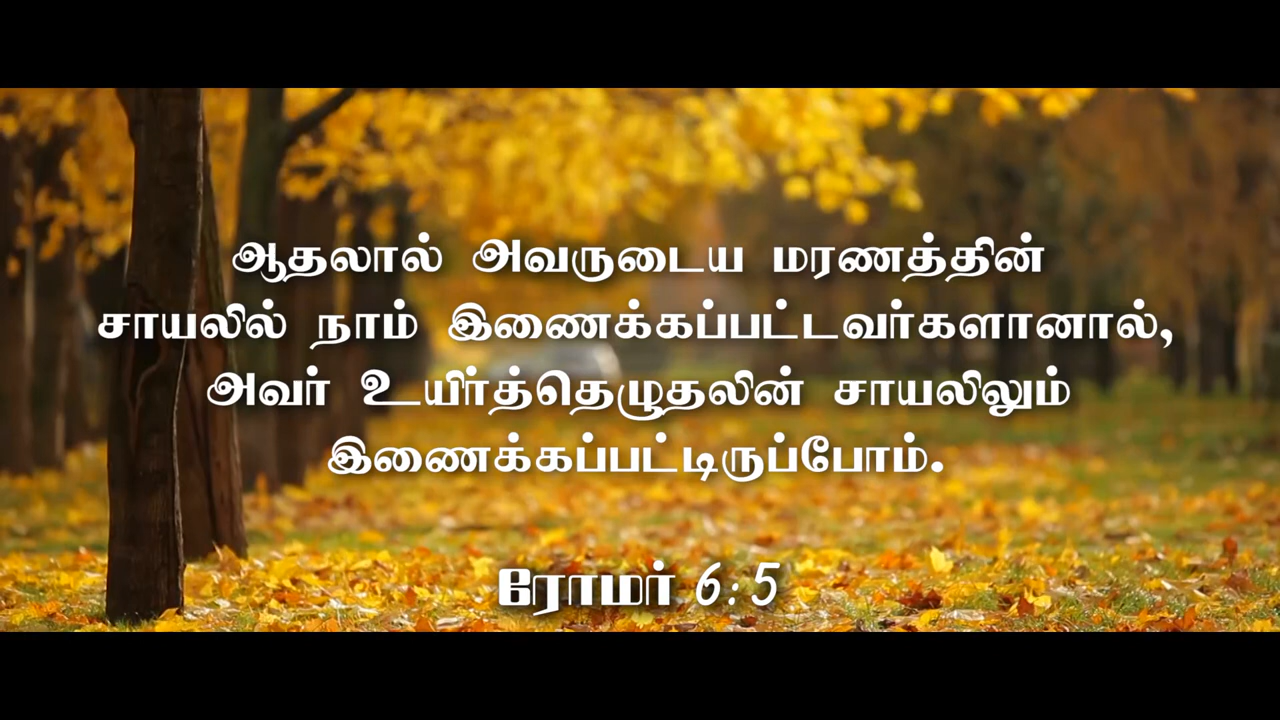 ஆதலால் அவருடைய மரணத்தின்
சாயலில் நாம் இணைக்கப்பட்டவர்களானால்,
அவர் உயிர்த்தெழுதலின் சாயலிலும்
இணைக்கப்பட்டிருப்போம்.
ரோமர் 6:5